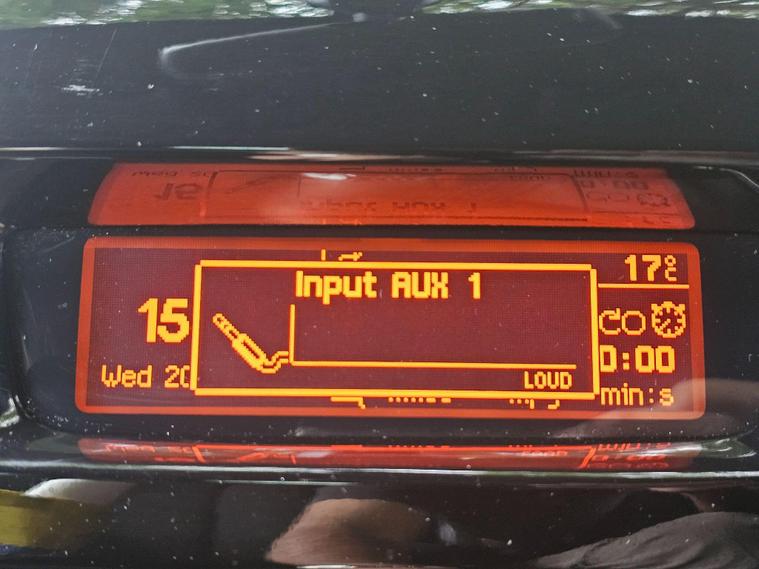 Input AUX 1
17°C
15
0:00
Wed 20
LOUD
min:s